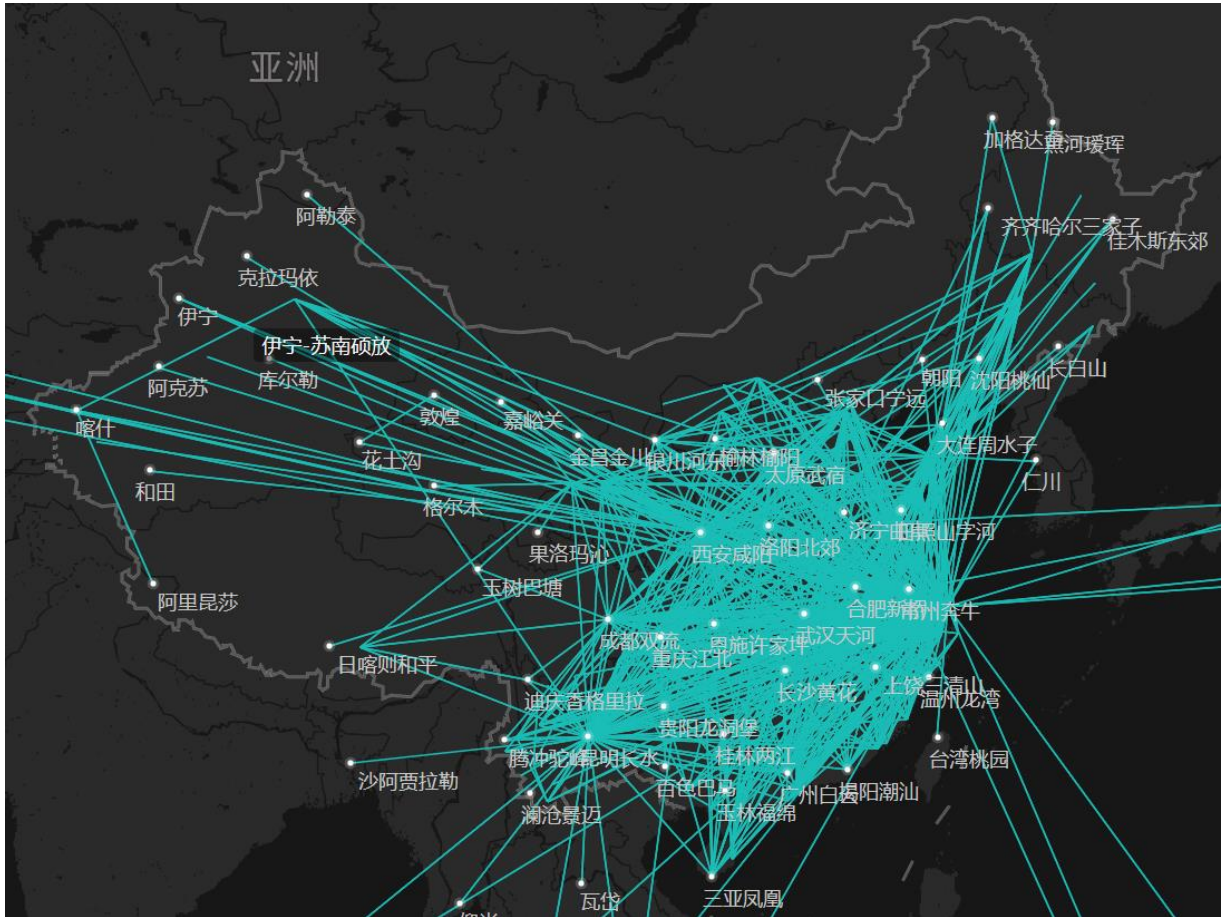 亚洲
加格达奇
黑河瑷珲
阿勒泰
齐齐哈尔三家子
佳木斯东郊
克拉玛依
伊宁
伊宁-苏南硕放
库尔勒
阿克苏
长白山
朝阳
沈阳桃仙
张家口宁远
敦煌
嘉峪关
喀什
大连周水子
花土沟
金昌金川
银川河东
榆林榆阳
太原武宿
仁川
和田
格尔木
济宁曲阜
日照山字河
果洛玛沁
西安咸阳
洛阳北郊
玉树巴塘
阿里昆莎
合肥新桥
常州奔牛
成都双流
恩施许家坪
武汉天河
重庆江北
日喀则和平
迪庆香格里拉
长沙黄花
上饶三清山
温州龙湾
贵阳龙洞堡
腾冲驼峰
昆明长水
桂林两江
台湾桃园
沙阿贾拉勒
百色巴马
广州白云
揭阳潮汕
澜沧景迈
玉林福绵
三亚凤凰
瓦岱